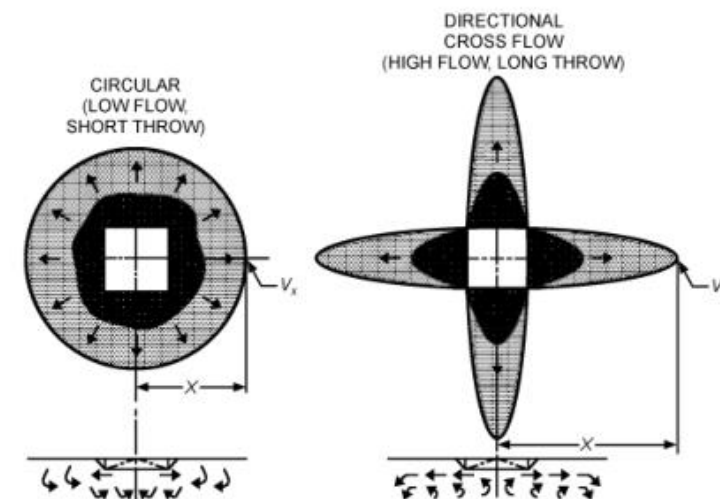 DIRECTIONAL
CROSS FLOW
(HIGH FLOW, LONG THROW)
CIRCULAR
(LOW FLOW,
SHORT THROW)
Vx
V
X
X